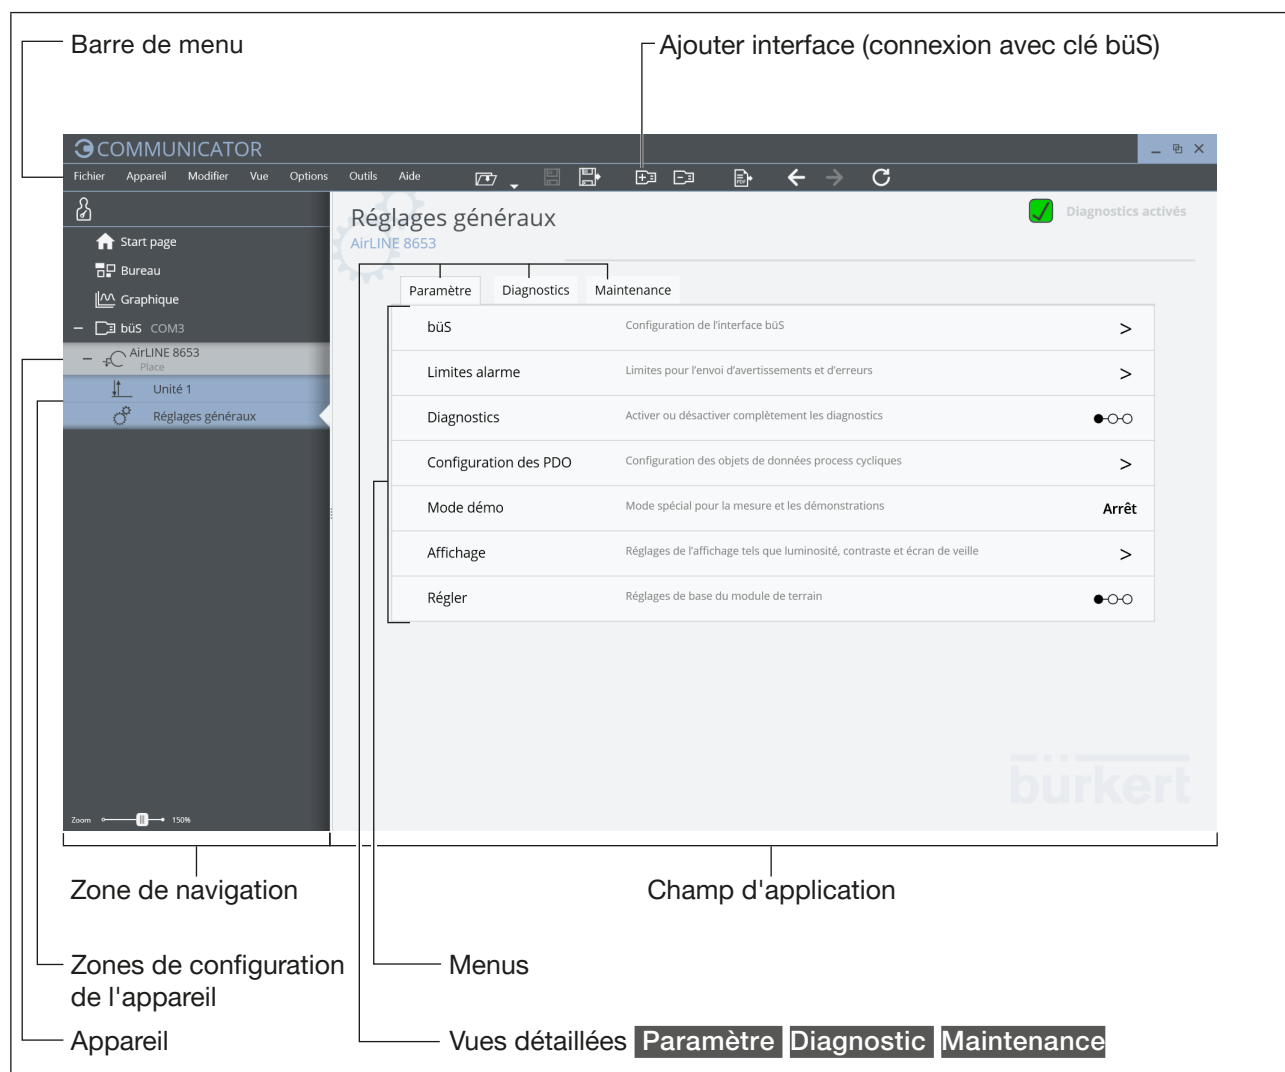 Barre de menu
Ajouter interface (connexion avec clé büS)
COMMUNICATOR
Fichier Appareil Modifier Vue Options Outils Aide
PDF
Start page
Bureau
Graphique
büS COM3
AirLINE 8653
Place
Unité 1
Réglages généraux
Zoom 150%
Réglages généraux
AirLINE 8653
Diagnostics activés
Paramètre Diagnostics Maintenance
büS Configuration de l'interface büS >
Limites alarme Limites pour l'envoi d'avertissements et d'erreurs >
Diagnostics Activer ou désactiver complètement les diagnostics
Configuration des PDO Configuration des objets de données process cycliques >
Mode démo Mode spécial pour la mesure et les démonstrations Arrêt
Affichage Réglages de l'affichage tels que luminosité, contraste et écran de veille >
Régler Réglages de base du module de terrain
bürkert
Zone de navigation
Champ d'application
Zones de configuration
de l'appareil
Menus
Appareil
Vues détaillées Paramètre Diagnostic Maintenance